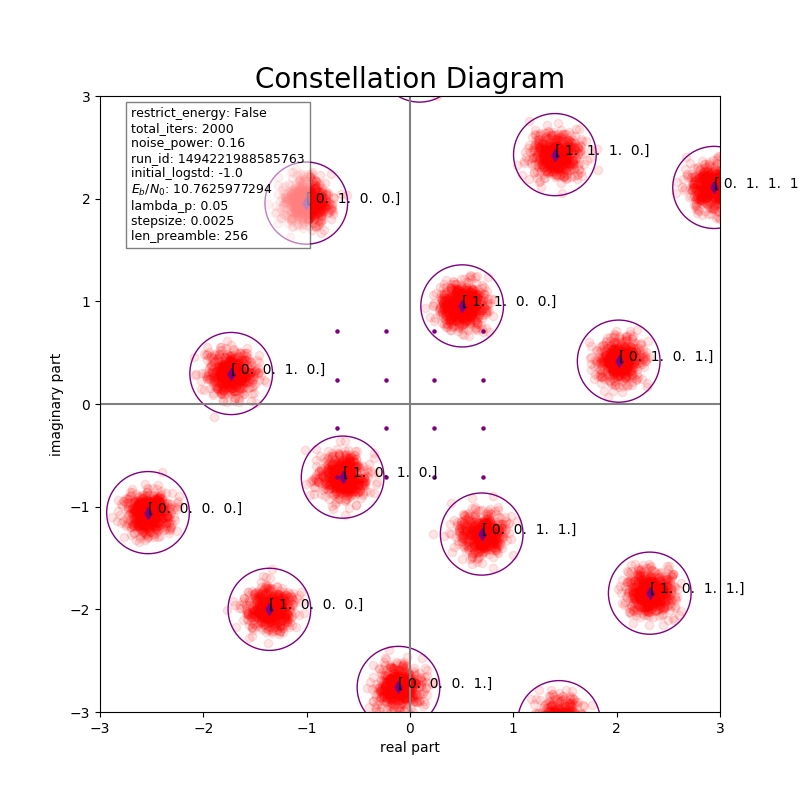 Constellation Diagram
restrict_energy: False
total_iters: 2000
noise_power: 0.16
run_id: 1494221988585763
initial_logstd: -1.0
E_b/N_0: 10.7625977294
lambda_p: 0.05
stepsize: 0.0025
len_preamble: 256
[ 1. 1. 1. 0.]
[ 0. 1. 1. 1
[ 0. 1. 0. 0.]
[ 1. 1. 0. 0.]
[ 0. 1. 0. 1.]
[ 0. 0. 1. 0.]
[ 1. 0. 1. 0.]
[ 0. 0. 0. 0.]
[ 0. 0. 1. 1.]
[ 1. 0. 1. 1.]
[ 1. 0. 0. 0.]
[ 0. 0. 0. 1.]
3
2
1
0
−1
−2
−3
imaginary part
−3 −2 −1 0 1 2 3
real part